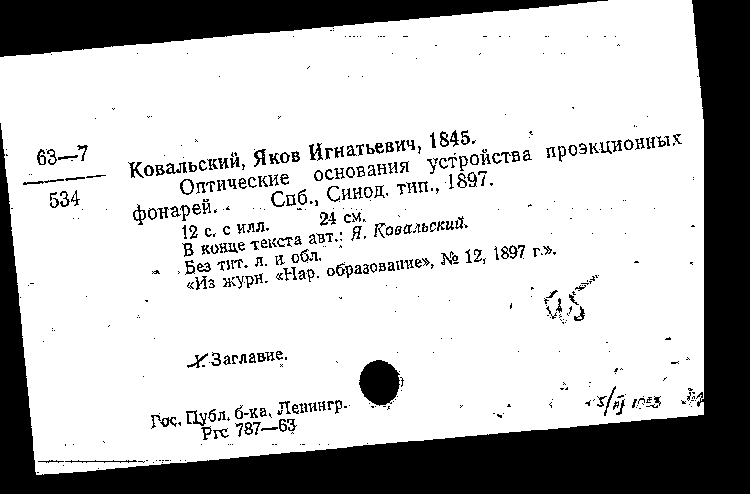 63—7
534
Ковальский, Яков Игнатьевич, 1845.
Оптические основания устройства проэкционных
фонарей. Спб., Синод. тип., 1897.
12 с. с илл. 24 см.
В конце текста авт.: Я. Ковальский.
Без тит. л. и обл.
«Из журн. «Нар. образование», № 12, 1897 г.».
X. Заглавие.
Гос. Публ. б-ка, Ленингр.
Ргс 787—63